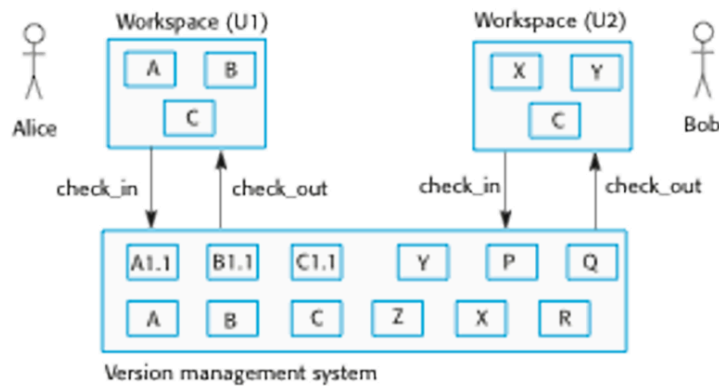 Workspace (U1)
Workspace (U2)
A
B
X
Y
C
C
Alice
Bob
check_in
check_out
check_in
check_out
A1.1
B1.1
C1.1
Y
P
Q
A
B
C
Z
X
R
Version management system